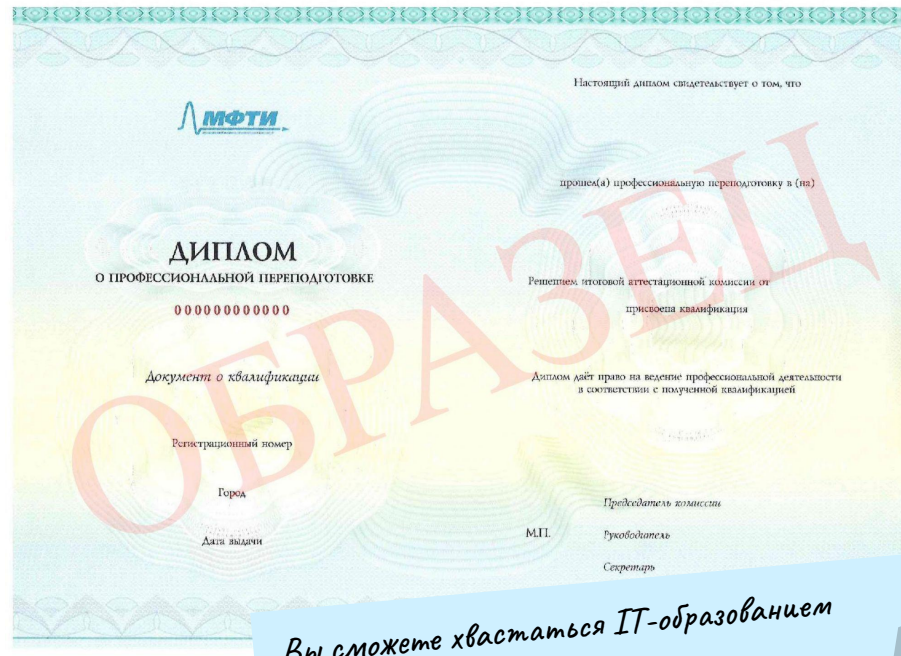 МФТИ
ДИПЛОМ
О ПРОФЕССИОНАЛЬНОЙ ПЕРЕПОДГОТОВКЕ
000000000000
Документ о квалификации
Регистрационный номер
Город
Дата выдачи
Настоящий диплом свидетельствует о том, что
прошел(а) профессиональную переподготовку в (на)
Решением итоговой аттестационной комиссии от
присвоена квалификация
Диплом даёт право на ведение профессиональной деятельности
в соответствии с полученной квалификацией
Председатель комиссии
М.П. Руководитель
Секретарь
ОБРАЗЕЦ
Вы сможете хвастаться IT-образованием